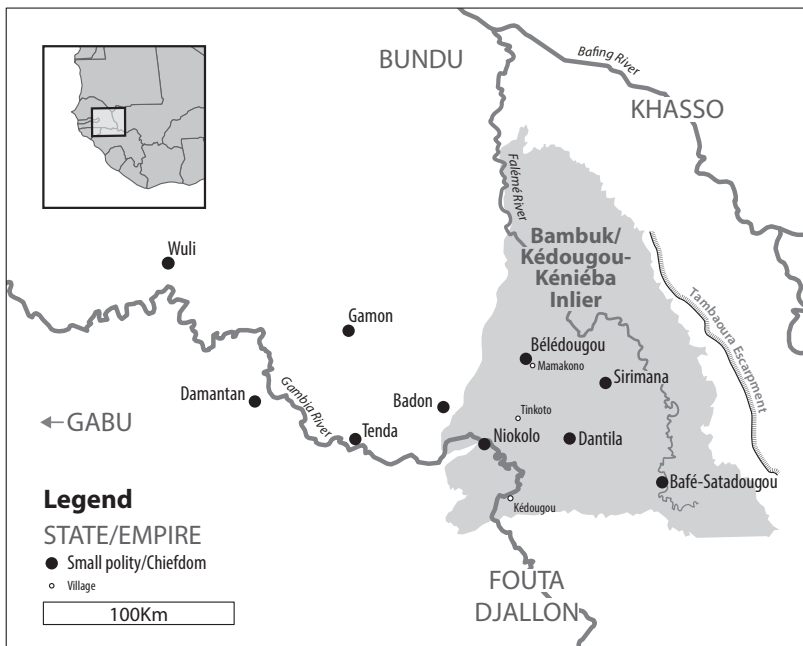 BUNDU
Bafing River
KHASSO
Falémé River
Bambuk/
Kédougou-
Kéniéba
Inlier
Tambaoura Escarpment
Wuli
Gamon
Bélédougou
Mamakono
Sirimana
Damantan
Gambia River
Badon
Tinkoto
← GABU
Tenda
Niokolo
Dantila
Bafé-Satadougou
Kédougou
Legend
STATE/EMPIRE
Small polity/Chiefdom
Village
100Km
FOUTA
DJALLON